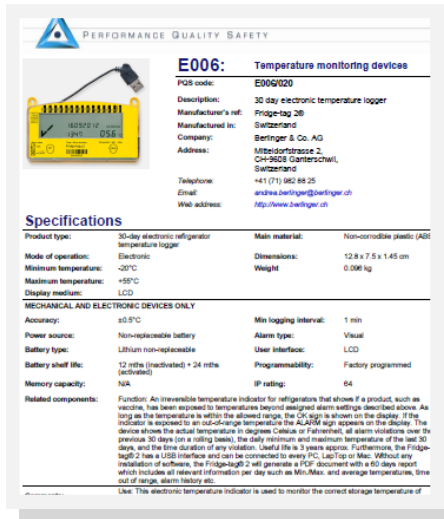 PERFORMANCE QUALITY SAFETY
E006: Temperature monitoring devices
PQS code: E006/020
Description: 30 day electronic temperature logger
Manufacturer's ref: Fridge-tag 2®
Manufactured in: Switzerland
Company: Berlinger & Co. AG
Address: Mitteldorfstrasse 2,
CH-9608 Ganterschwil,
Switzerland
Telephone: +41 (71) 982 88 25
Email: andrea.berlinger@berlinger.ch
Web address: http://www.berlinger.ch
Specifications
Product type: 30-day electronic refrigerator temperature logger Main material: Non-corrodible plastic (ABS
Mode of operation: Electronic Dimensions: 12.8 x 7.5 x 1.45 cm
Minimum temperature: -20°C Weight 0.096 kg
Maximum temperature: +55°C
Display medium: LCD
MECHANICAL AND ELECTRONIC DEVICES ONLY
Accuracy: ±0.5°C Min logging interval: 1 min
Power source: Non-replaceable battery Alarm type: Visual
Battery type: Lithium non-replaceable User interface: LCD
Battery shelf life: 12 mths (inactivated) + 24 mths (activated) Programmability: Factory programmed
Memory capacity: N/A IP rating: 64
Related components: Function: An irreversible temperature indicator for refrigerators that shows if a product, such as
vaccine, has been exposed to temperatures beyond assigned alarm settings described above. As
long as the temperature is within the allowed range, the OK sign is shown on the display. If the
indicator is exposed to an out-of-range temperature the ALARM sign appears on the display. The
device shows the actual temperature in degrees Celsius or Fahrenheit, all alarm violations over the
previous 30 days (on a rolling basis), the daily minimum and maximum temperature of the last 30
days, and the time duration of any violation. Useful life is 3 years approx. Furthermore, the Fridge-
tag® 2 has a USB interface and can be connected to every PC, LapTop or Mac. Without any
installation of software, the Fridge-tag® 2 will generate a PDF document with a 60 days report
which includes all relevant information per day such as Min./Max. and average temperatures, time
out of range, alarm history etc.
Use: This electronic temperature indicator is used to monitor the correct storage temperature of